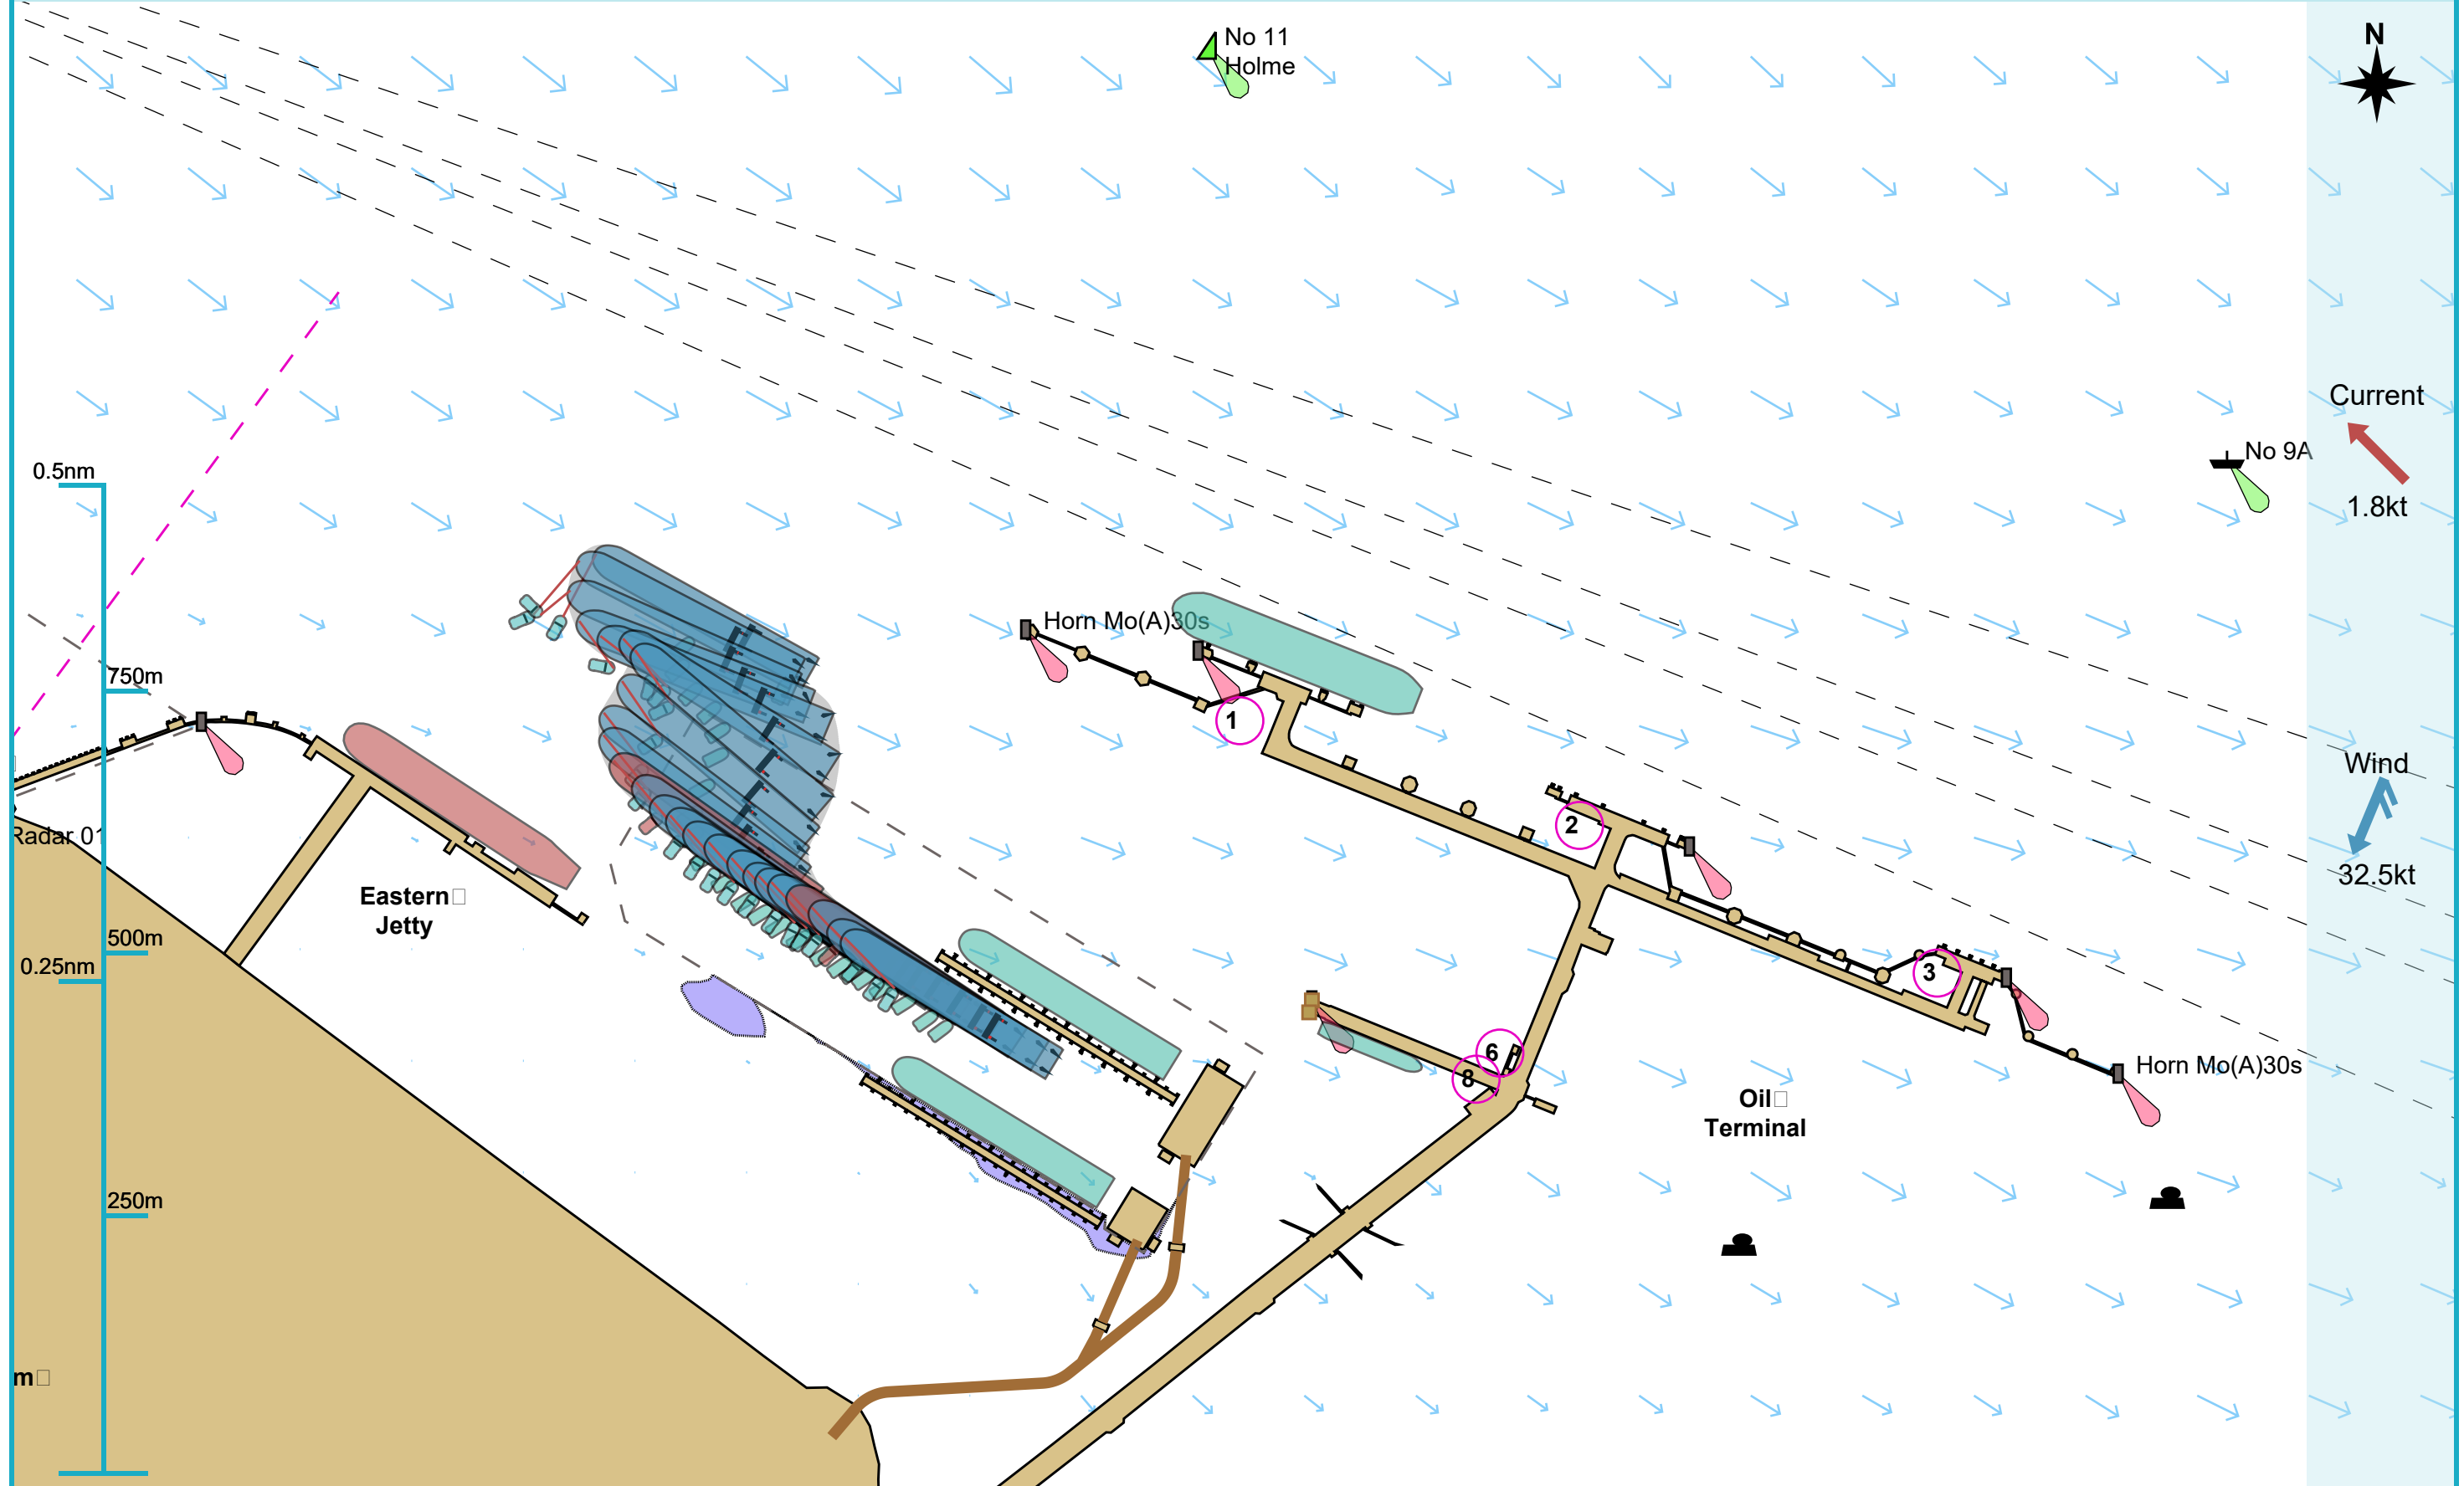 No 11
Holme
N
Current
1.8kt
No 9A
0.5nm
Horn Mo(A)30s
750m
1
Wind
32.5kt
2
Radar 01
Eastern
Jetty
500m
0.25nm
3
6
8
Horn Mo(A)30s
Oil
Terminal
250m
m